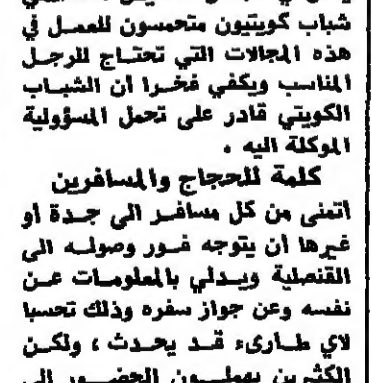 شباب كويتيون متحمسون للعمل في
هذه المجالات التي تحتاج للرجل
المناسب ويكفي فخرا ان الشباب
الكويتي قادر على تحمل المسؤولية
الموكلة اليه .
كلمة للحجاج والمسافرين
أتمنى من كل مسافر الى جدة او
غيرها أن يتوجه فور وصوله الى
القنصلية ويدلي بالمعلومات عن
نفسه وعن جواز سفره وذلك تحسبا
لاي طارىء قد يحدث ، ولكن
الكثيرين يهملون الحضور الى